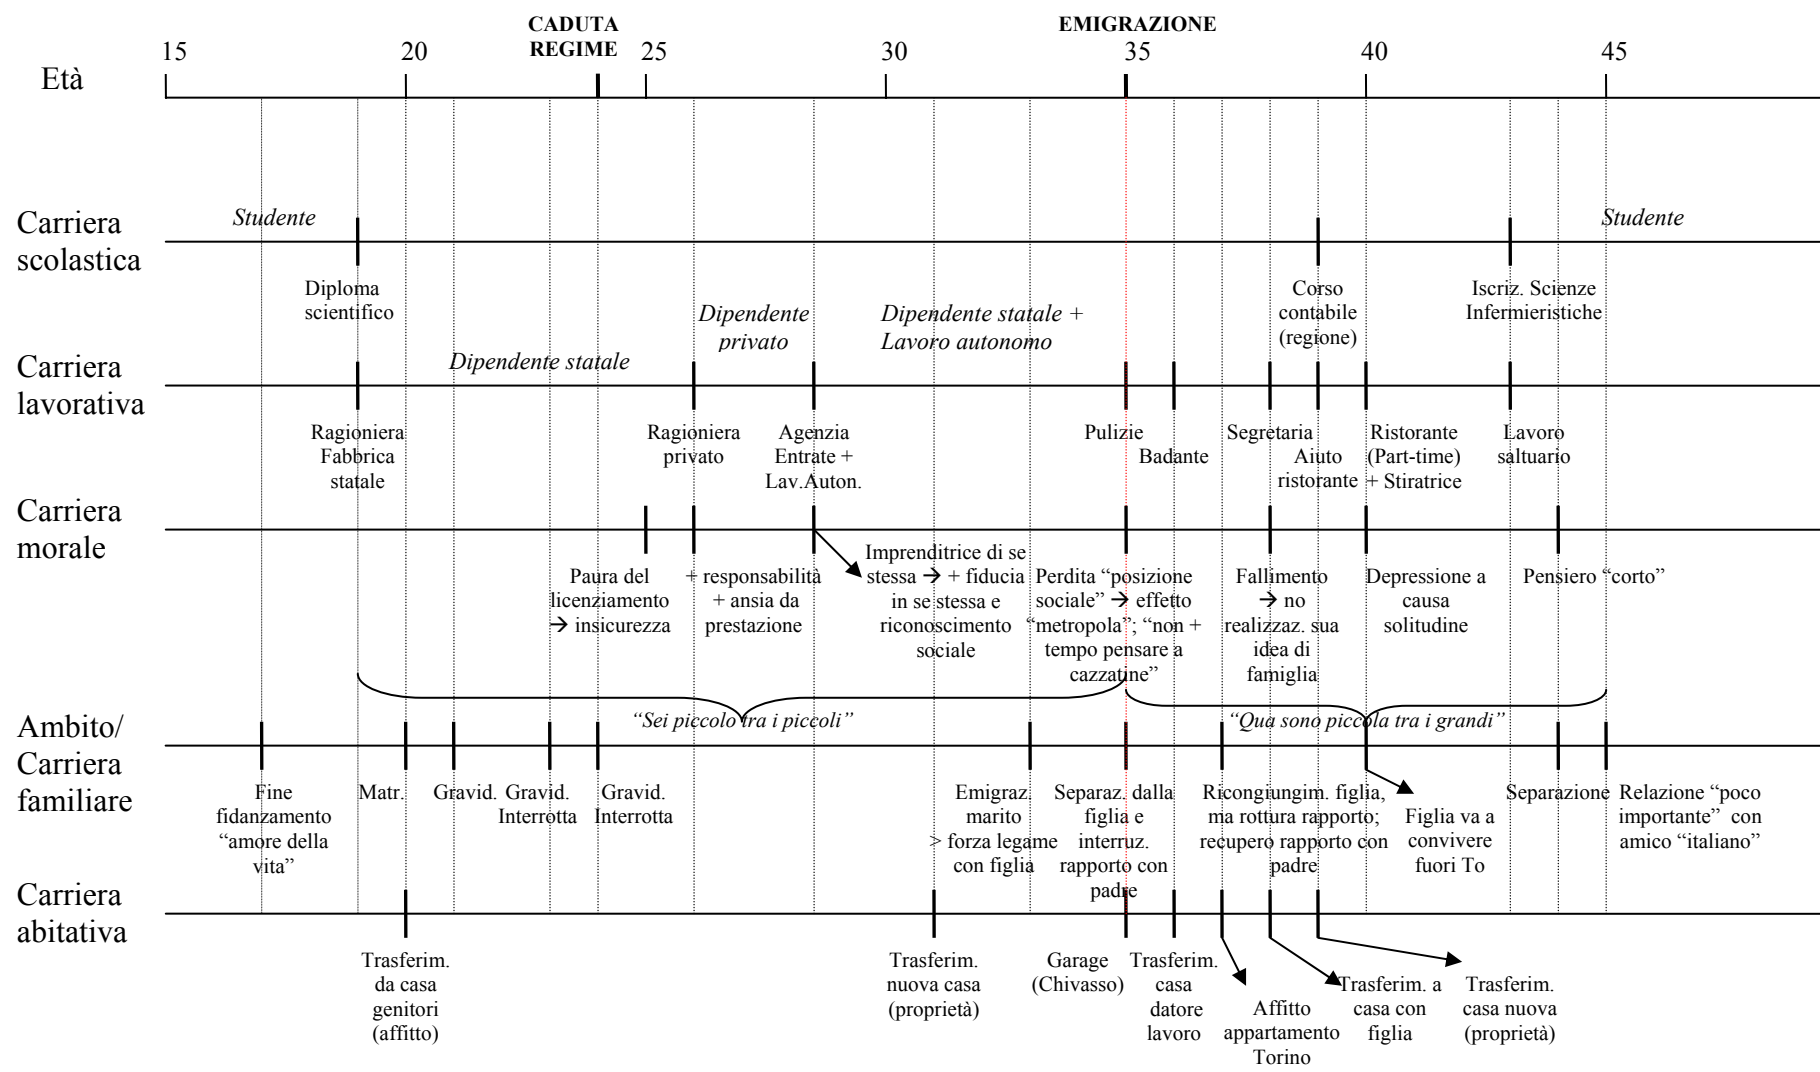 CADUTA
REGIME
EMIGRAZIONE
15 20 25 30 35 40 45
Età
Carriera
scolastica
Studente
Studente
Diploma
scientifico
Corso
contabile
(regione)
Iscriz. Scienze
Infermieristiche
Carriera
lavorativa
Dipendente statale
Dipendente
privato
Dipendente statale +
Lavoro autonomo
Ragioniera
Fabbrica
statale
Ragioniera
privato
Agenzia
Entrate +
Lav.Auton.
Pulizie
Badante
Segretaria
Aiuto
ristorante
Ristorante
(Part-time)
+ Stiratrice
Lavoro
saltuario
Carriera
morale
Paura del
licenziamento
→ insicurezza
+ responsabilità
+ ansia da
prestazione
Imprenditrice di se
stessa → + fiducia
in se stessa e
riconoscimento
sociale
Perdita “posizione
sociale” → effetto
“metropola”; “non +
tempo pensare a
cazzatine”
Fallimento
→ no
realizzaz. sua
idea di
famiglia
Depressione a
causa
solitudine
Pensiero “corto”
“Sei piccolo tra i piccoli”
“Qua sono piccola tra i grandi”
Ambito/
Carriera
familiare
Fine
fidanzamento
“amore della
vita”
Matr.
Gravid.
Gravid.
Interrotta
Gravid.
Interrotta
Emigraz.
marito
> forza legame
con figlia
Separaz. dalla
figlia e
interruz.
rapporto con
padre
Ricongiungim. figlia,
ma rottura rapporto;
recupero rapporto con
padre
Figlia va a
convivere
fuori To
Separazione
Relazione “poco
importante” con
amico “italiano”
Carriera
abitativa
Trasferim.
da casa
genitori
(affitto)
Trasferim.
nuova casa
(proprietà)
Garage
(Chivasso)
Trasferim.
casa
datore
lavoro
Affitto
appartamento
Torino
Trasferim. a
casa con
figlia
Trasferim.
casa nuova
(proprietà)